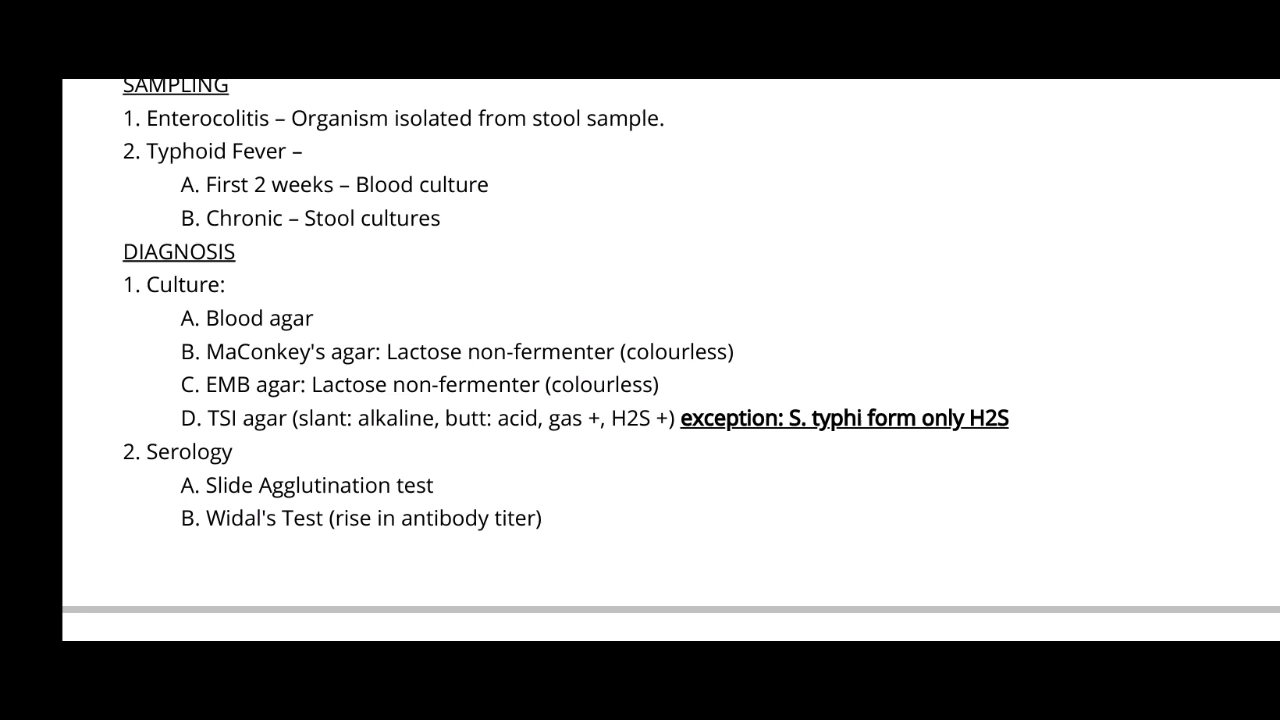 SAMPLING
1. Enterocolitis – Organism isolated from stool sample.
2. Typhoid Fever –
A. First 2 weeks – Blood culture
B. Chronic – Stool cultures
DIAGNOSIS
1. Culture:
A. Blood agar
B. MaConkey's agar: Lactose non-fermenter (colourless)
C. EMB agar: Lactose non-fermenter (colourless)
D. TSI agar (slant: alkaline, butt: acid, gas +, H2S +) exception: S. typhi form only H2S
2. Serology
A. Slide Agglutination test
B. Widal's Test (rise in antibody titer)